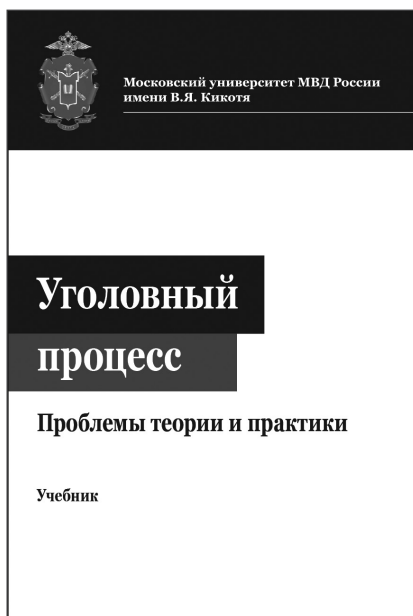 Московский университет МВД России
имени В.Я. Кикотя
Уголовный
процесс
Проблемы теории и практики
Учебник